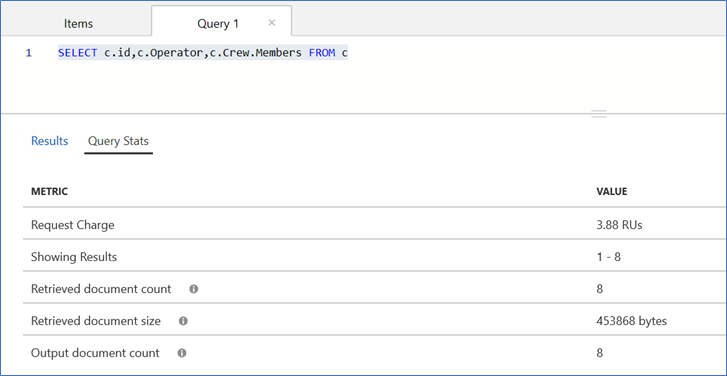 Items Query 1 ×
1 SELECT c.id,c.Operator,c.Crew.Members FROM c
Results Query Stats
METRIC VALUE
Request Charge 3.88 RUs
Showing Results 1 - 8
Retrieved document count 8
Retrieved document size 453868 bytes
Output document count 8